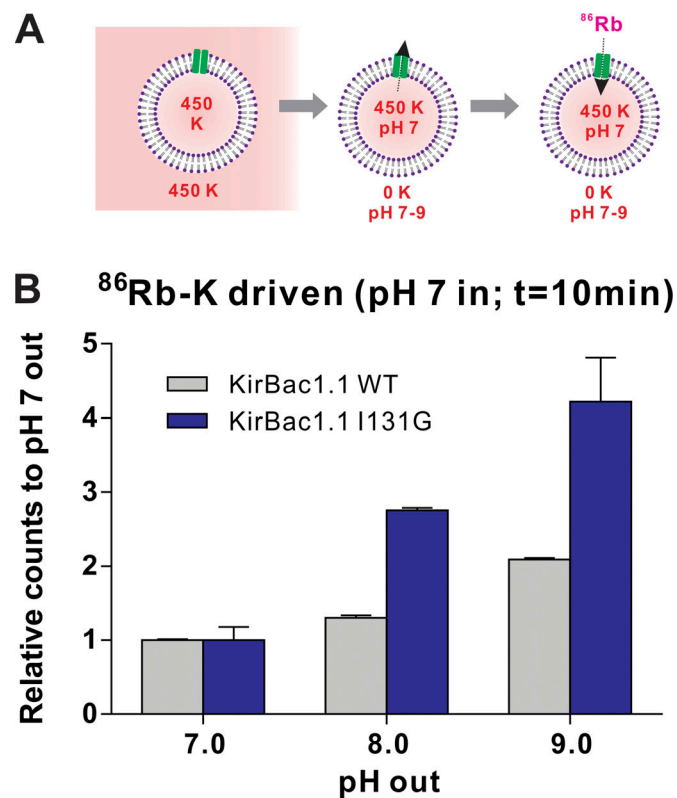 A
⁸⁶Rb
450
K
450 K
450 K
pH 7
0 K
pH 7-9
450 K
pH 7
0 K
pH 7-9
B
⁸⁶Rb-K driven (pH 7 in; t=10min)
Relative counts to pH 7 out
5
4
3
2
1
0
KirBac1.1 WT
KirBac1.1 I131G
7.0 8.0 9.0
pH out